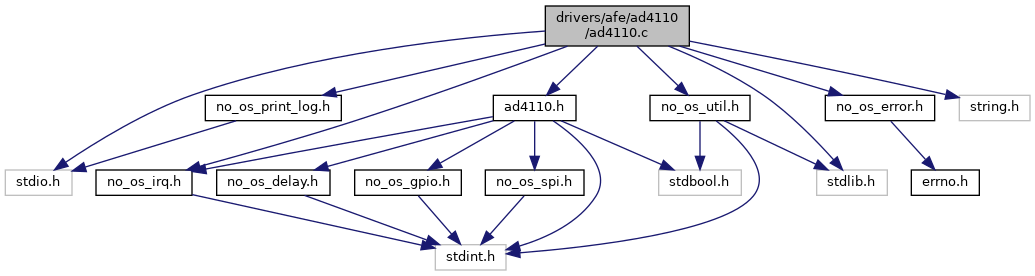 drivers/afe/ad4110
/ad4110.c
no_os_print_log.h
ad4110.h
no_os_util.h
no_os_error.h
string.h
stdio.h
no_os_irq.h
no_os_delay.h
no_os_gpio.h
no_os_spi.h
stdbool.h
stdlib.h
errno.h
stdint.h